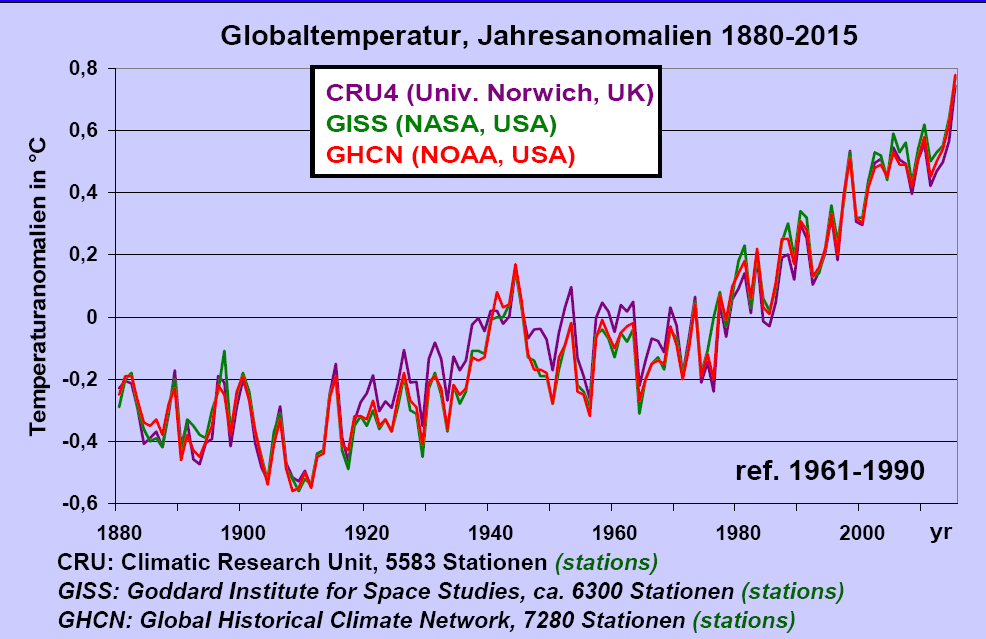 Globaltemperatur, Jahresanomalien 1880-2015
CRU4 (Univ. Norwich, UK)
GISS (NASA, USA)
GHCN (NOAA, USA)
Temperaturanomalien in °C
0,8
0,6
0,4
0,2
0
-0,2
-0,4
-0,6
ref. 1961-1990
1880 1900 1920 1940 1960 1980 2000 yr
CRU: Climatic Research Unit, 5583 Stationen (stations)
GISS: Goddard Institute for Space Studies, ca. 6300 Stationen (stations)
GHCN: Global Historical Climate Network, 7280 Stationen (stations)